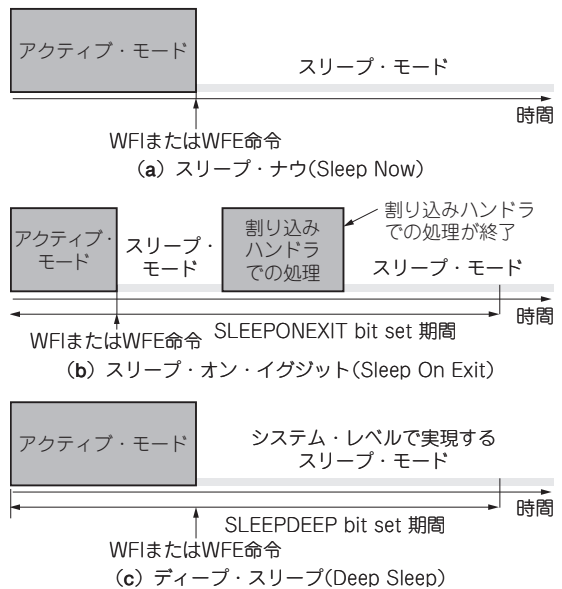 アクティブ・モード
スリープ・モード
時間
WFIまたはWFE命令
(a) スリープ・ナウ(Sleep Now)
アクティブ・
モード
スリープ・
モード
割り込み
ハンドラ
での処理
割り込みハンドラ
での処理が終了
スリープ・モード
時間
SLEEPONEXIT bit set 期間
WFIまたはWFE命令
(b) スリープ・オン・イグジット(Sleep On Exit)
アクティブ・モード
システム・レベルで実現する
スリープ・モード
時間
SLEEPDEEP bit set 期間
WFIまたはWFE命令
(c) ディープ・スリープ(Deep Sleep)